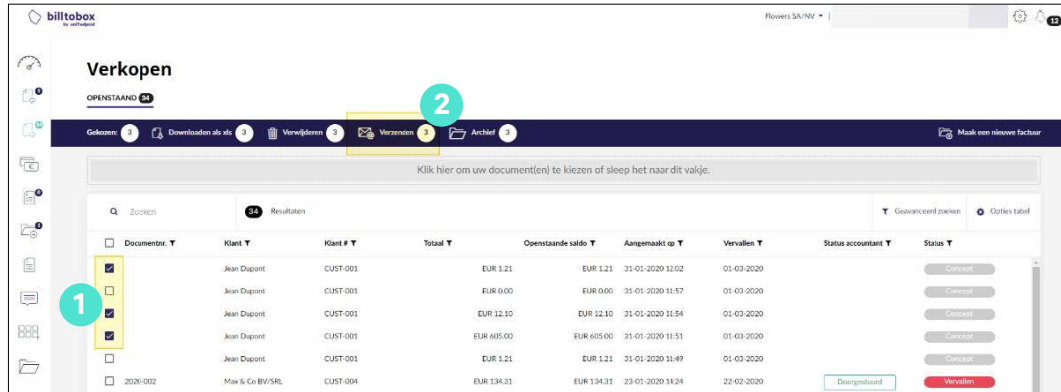 billtobox
by unifiedpost
Flowers SA/NV
12
Verkopen
OPENSTAAND 34
2
Gekozen: 3 Downloaden als xls 3 Verwijderen 3 Verzenden 3 Archief 3 Maak een nieuwe factuur
Klik hier om uw document(en) te kiezen of sleep het naar dit vakje.
Zoeken 34 Resultaten Geavanceerd zoeken Opties tabel
Documentnr. Klant Klant # Totaal Openstaande saldo Aangemaakt op Vervallen Status accountant Status
Jean Dupont CUST-001 EUR 1.21 EUR 1.21 31-01-2020 12:02 01-03-2020 Concept
Jean Dupont CUST-001 EUR 0.00 EUR 0.00 31-01-2020 11:57 01-03-2020 Concept
1
Jean Dupont CUST-001 EUR 12.10 EUR 12.10 31-01-2020 11:54 01-03-2020 Concept
Jean Dupont CUST-001 EUR 605.00 EUR 605.00 31-01-2020 11:51 01-03-2020 Concept
Jean Dupont CUST-001 EUR 1.21 EUR 1.21 31-01-2020 11:49 01-03-2020 Concept
2020-002 Max & Co BV/SRL CUST-004 EUR 134.31 EUR 134.31 23-01-2020 14:24 22-02-2020 Doorgestuurd Vervallen